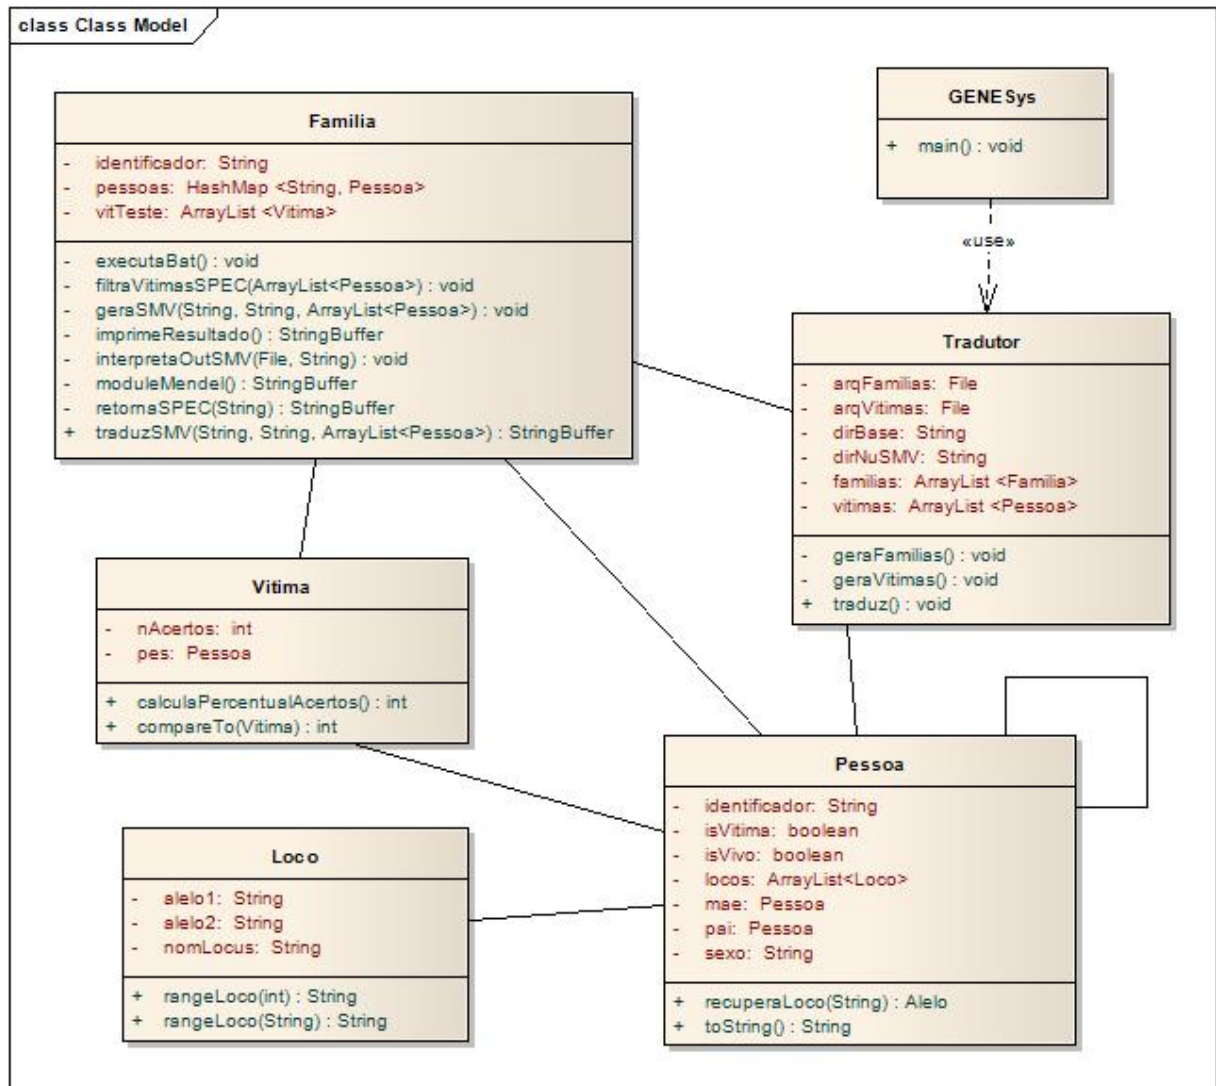 class Class Model
Familia
- identificador: String
- pessoas: HashMap <String, Pessoa>
- vitTeste: ArrayList <Vitima>
- executaBat() : void
- filtraVitimasSPEC(ArrayList<Pessoa>) : void
- geraSMV(String, String, ArrayList<Pessoa>) : void
- imprimeResultado() : StringBuffer
- interpretaOutSMV(File, String) : void
- moduleMendel() : StringBuffer
- retornaSPEC(String) : StringBuffer
+ traduzSMV(String, String, ArrayList<Pessoa>) : StringBuffer
GENESys
+ main() : void
«use»
Tradutor
- arqFamilias: File
- arqVitimas: File
- dirBase: String
- dirNuSMV: String
- familias: ArrayList <Familia>
- vitimas: ArrayList <Pessoa>
- geraFamilias() : void
- geraVitimas() : void
+ traduz() : void
Vitima
- nAcertos: int
- pes: Pessoa
+ calculaPercentualAcertos() : int
+ compareTo(Vitima) : int
Pessoa
- identificador: String
- isVitima: boolean
- isVivo: boolean
- locos: ArrayList<Loco>
- mae: Pessoa
- pai: Pessoa
- sexo: String
+ recuperaLoco(String) : Alelo
+ toString() : String
Loco
- alelo1: String
- alelo2: String
- nomLocus: String
+ rangeLoco(int) : String
+ rangeLoco(String) : String